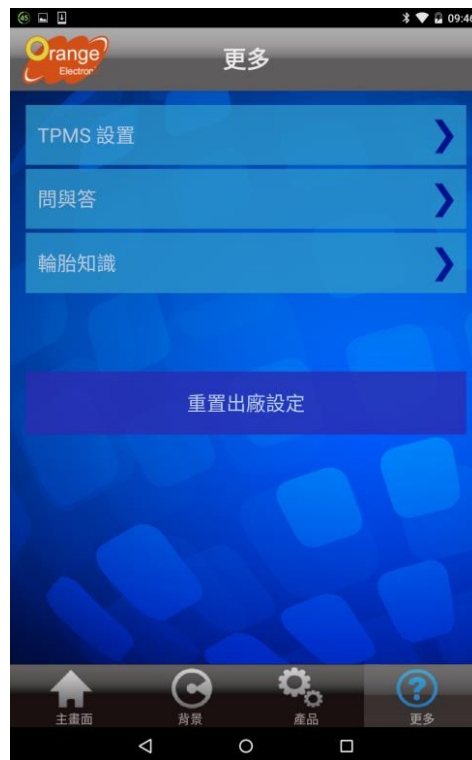 45
09:46
Orange
Electron
更多
TPMS 設置
問與答
輪胎知識
重置出廠設定
主畫面
背景
產品
更多